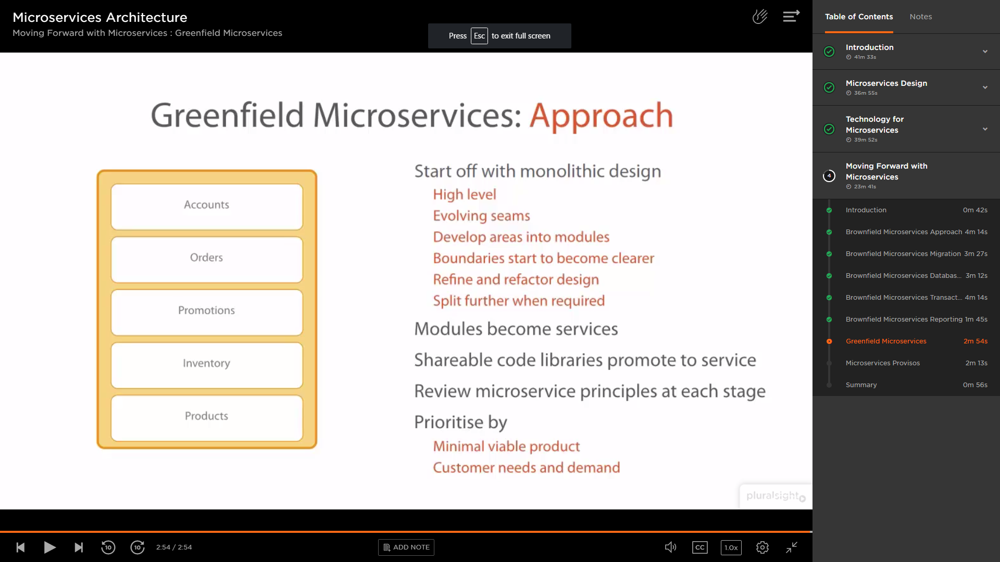 Microservices Architecture
Moving Forward with Microservices : Greenfield Microservices
Press Esc to exit full screen
Greenfield Microservices: Approach
Accounts
Orders
Promotions
Inventory
Products
Start off with monolithic design
High level
Evolving seams
Develop areas into modules
Boundaries start to become clearer
Refine and refactor design
Split further when required
Modules become services
Shareable code libraries promote to service
Review microservice principles at each stage
Prioritise by
Minimal viable product
Customer needs and demand
pluralsight
10
10
2:54 / 2:54
ADD NOTE
CC
1.0x
Table of Contents
Notes
Introduction
41m 33s
Microservices Design
36m 55s
Technology for
Microservices
39m 52s
4
Moving Forward with
Microservices
23m 41s
Introduction 0m 42s
Brownfield Microservices Approach 4m 14s
Brownfield Microservices Migration 3m 27s
Brownfield Microservices Databas... 3m 12s
Brownfield Microservices Transact... 4m 14s
Brownfield Microservices Reporting 1m 45s
Greenfield Microservices 2m 54s
Microservices Provisos 2m 13s
Summary 0m 56s